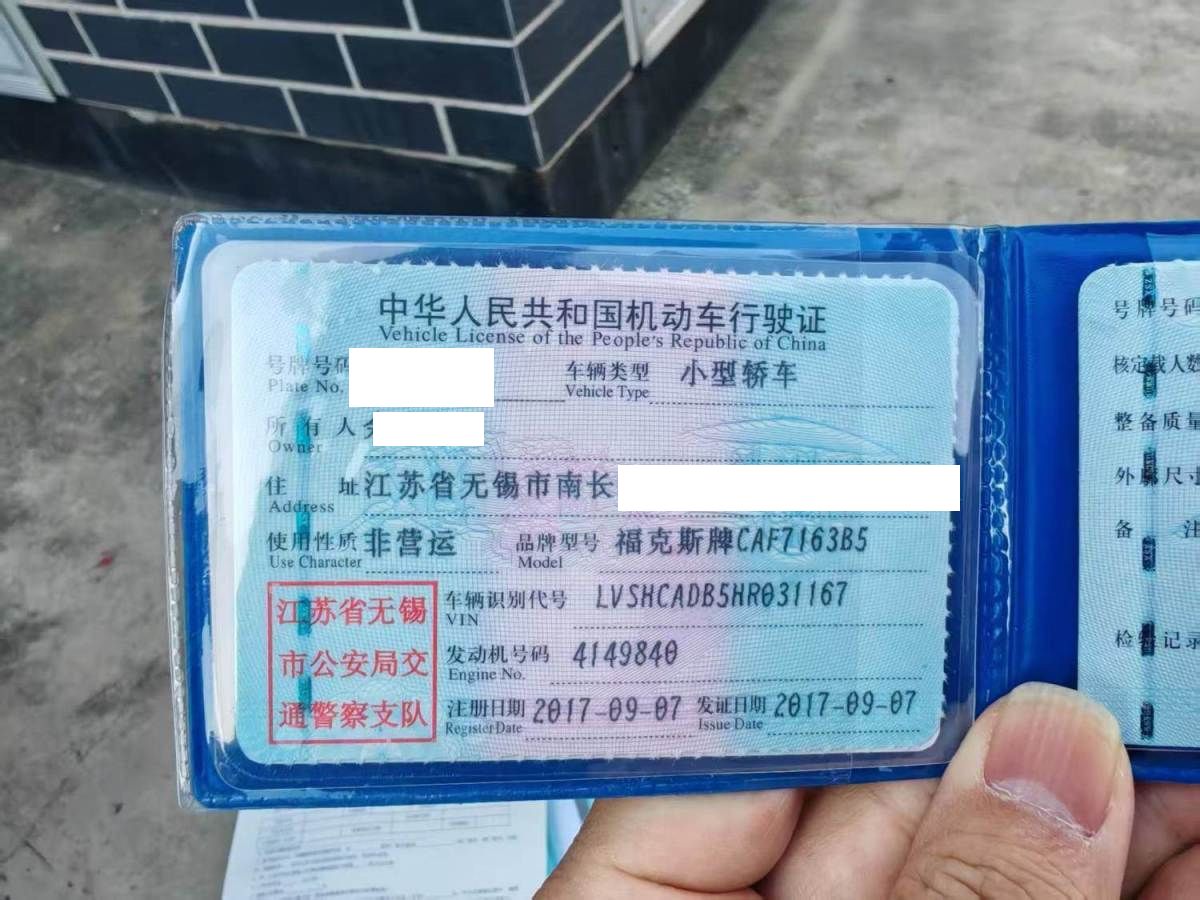 中华人民共和国机动车行驶证
Vehicle License of the People's Republic of China
号牌号码
Plate No.
车辆类型 小型轿车
Vehicle Type
所有人
Owner
住址 江苏省无锡市南长
Address
使用性质 非营运
Use Character
品牌型号 福克斯牌CAF7163B5
Model
江苏省无锡
市公安局交
通警察支队
车辆识别代号 LVSHCADB5HR031167
VIN
发动机号码 4149840
Engine No.
注册日期 2017-09-07
Register Date
发证日期 2017-09-07
Issue Date
号牌号码
核定载人数
整备质量
外廓尺寸
备注
检验记录